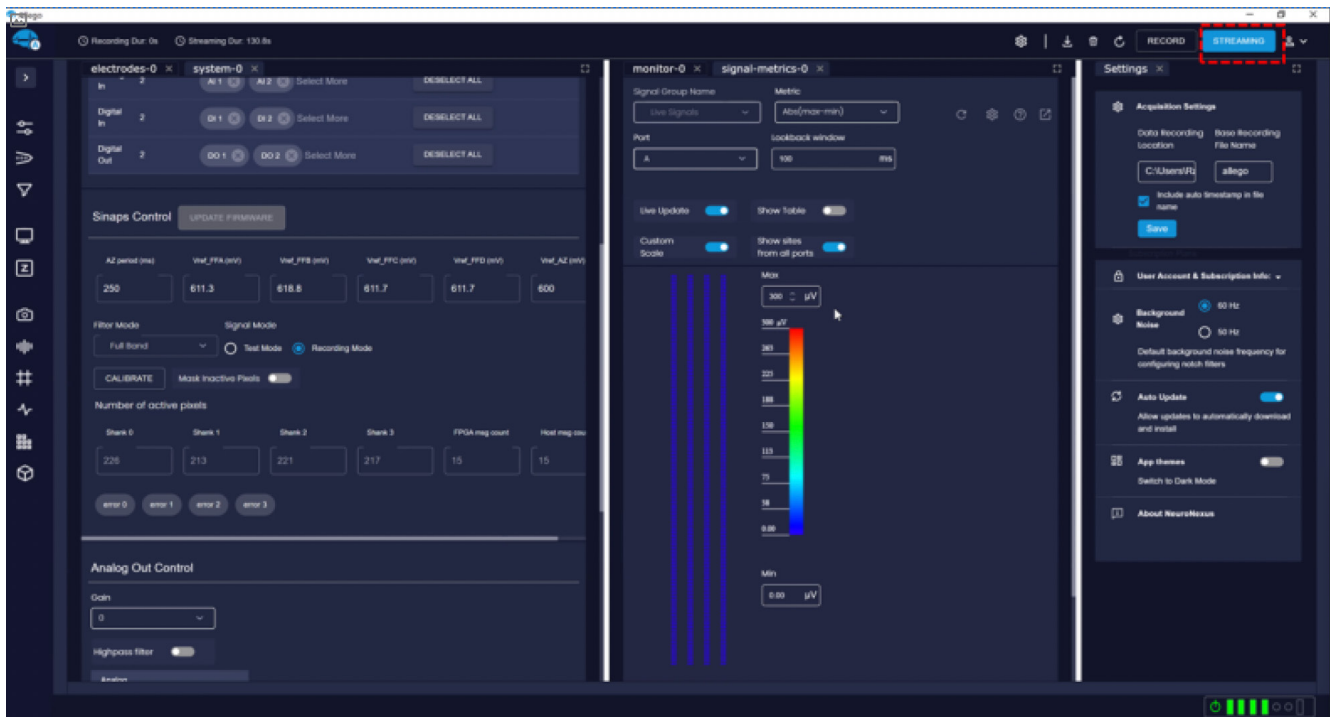 Allego
Recording Dur: 0s Streaming Dur: 130.8s
RECORD STREAMING
electrodes-0 × system-0 ×
In 2 AI 1 AI 2 Select More DESELECT ALL
Digital In 2 DI 1 DI 2 Select More DESELECT ALL
Digital Out 2 DO 1 DO 2 Select More DESELECT ALL
Sinaps Control UPDATE FIRMWARE
AZ period (ms) Vref_FFA (mV) Vref_FFB (mV) Vref_FFC (mV) Vref_FFD (mV) Vref_AZ (mV)
250 611.3 618.8 611.7 611.7 600
Filter Mode Signal Mode
Full Band Test Mode Recording Mode
CALIBRATE Mask Inactive Pixels
Number of active pixels
Shank 0 Shank 1 Shank 2 Shank 3 FPGA msg count Host msg cou
226 213 221 217 15 15
error 0 error 1 error 2 error 3
Analog Out Control
Gain
0
Highpass filter
Analog
monitor-0 × signal-metrics-0 ×
Signal Group Name Metric
Live Signals Abs(max-min)
Port Lookback window
A 100 ms
Live Update Show Table
Custom Scale Show sites from all ports
Max
300 µV
300 µV
263
225
188
150
113
75
38
0.00
Min
0.00 µV
Settings ×
Acquisition Settings
Data Recording Location Base Recording File Name
C:\Users\R allego
Include auto timestamp in file name
Save
User Account & Subscription Info:
Background Noise 60 Hz
50 Hz
Default background noise frequency for
configuring notch filters
Auto Update
Allow updates to automatically download
and install
App themes
Switch to Dark Mode
About NeuroNexus